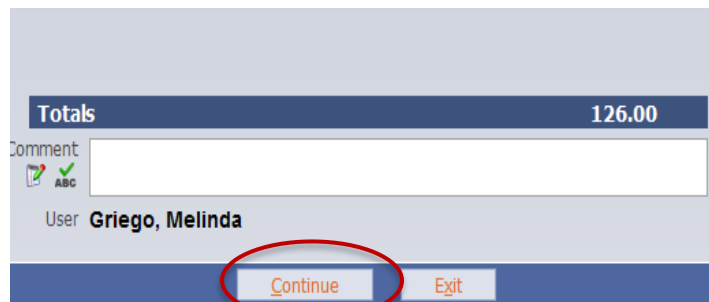 Totals 126.00
Comment
ABC
User Griego, Melinda
Continue Exit